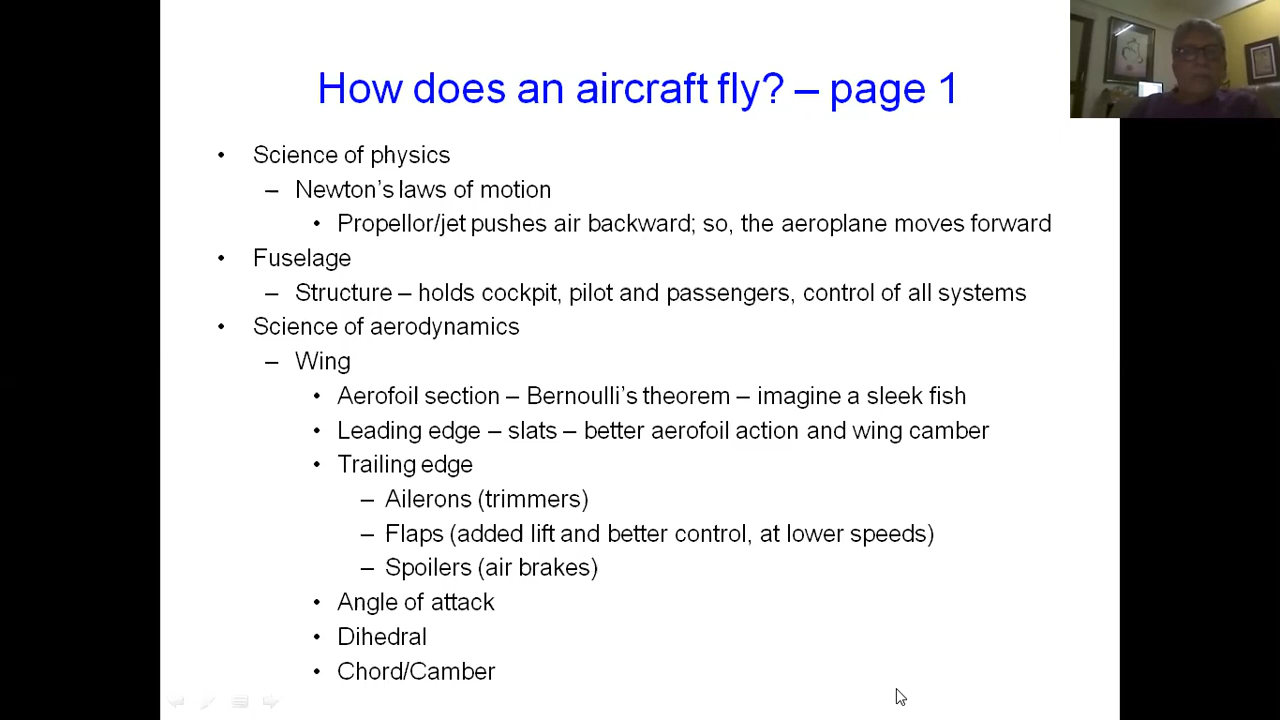 How does an aircraft fly? – page 1
• Science of physics
– Newton's laws of motion
• Propellor/jet pushes air backward; so, the aeroplane moves forward
• Fuselage
– Structure – holds cockpit, pilot and passengers, control of all systems
• Science of aerodynamics
– Wing
• Aerofoil section – Bernoulli's theorem – imagine a sleek fish
• Leading edge – slats – better aerofoil action and wing camber
• Trailing edge
– Ailerons (trimmers)
– Flaps (added lift and better control, at lower speeds)
– Spoilers (air brakes)
• Angle of attack
• Dihedral
• Chord/Camber